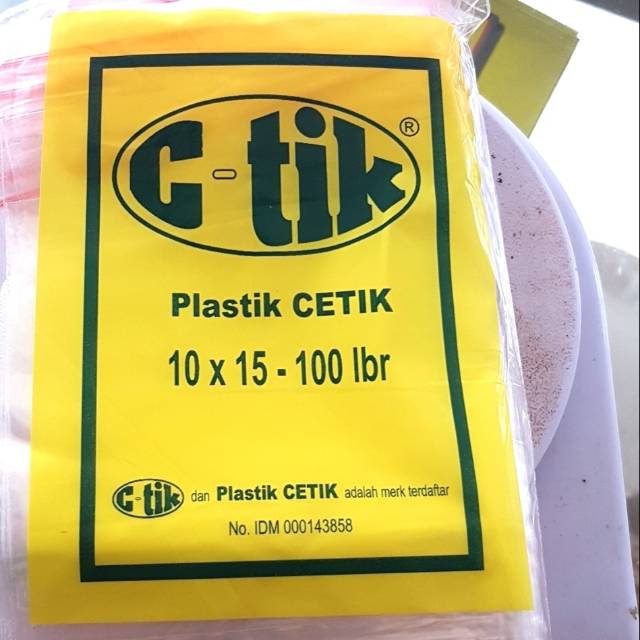 C-tik ®
Plastik CETIK
10 x 15 - 100 lbr
C-tik dan Plastik CETIK adalah merk terdaftar
No. IDM 000143858